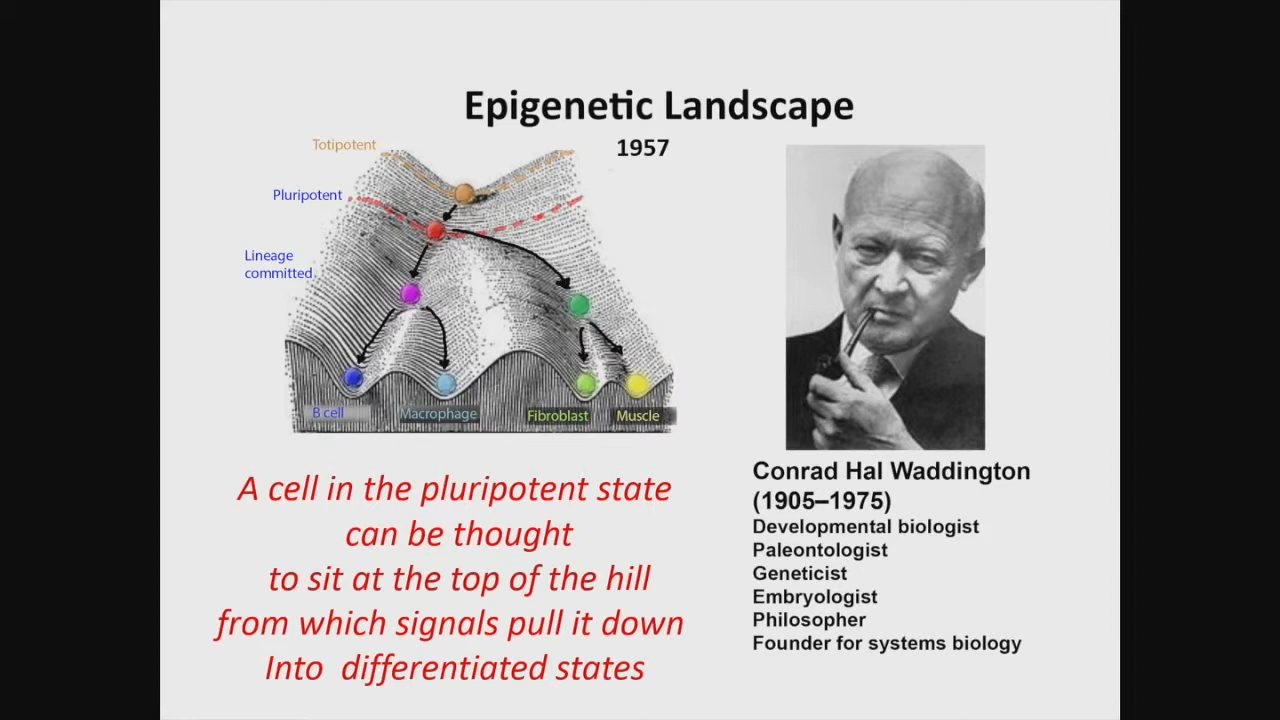 Epigenetic Landscape
1957
Totipotent
Pluripotent
Lineage
committed
B cell
Macrophage
Fibroblast
Muscle
A cell in the pluripotent state
can be thought
to sit at the top of the hill
from which signals pull it down
Into differentiated states
Conrad Hal Waddington
(1905–1975)
Developmental biologist
Paleontologist
Geneticist
Embryologist
Philosopher
Founder for systems biology